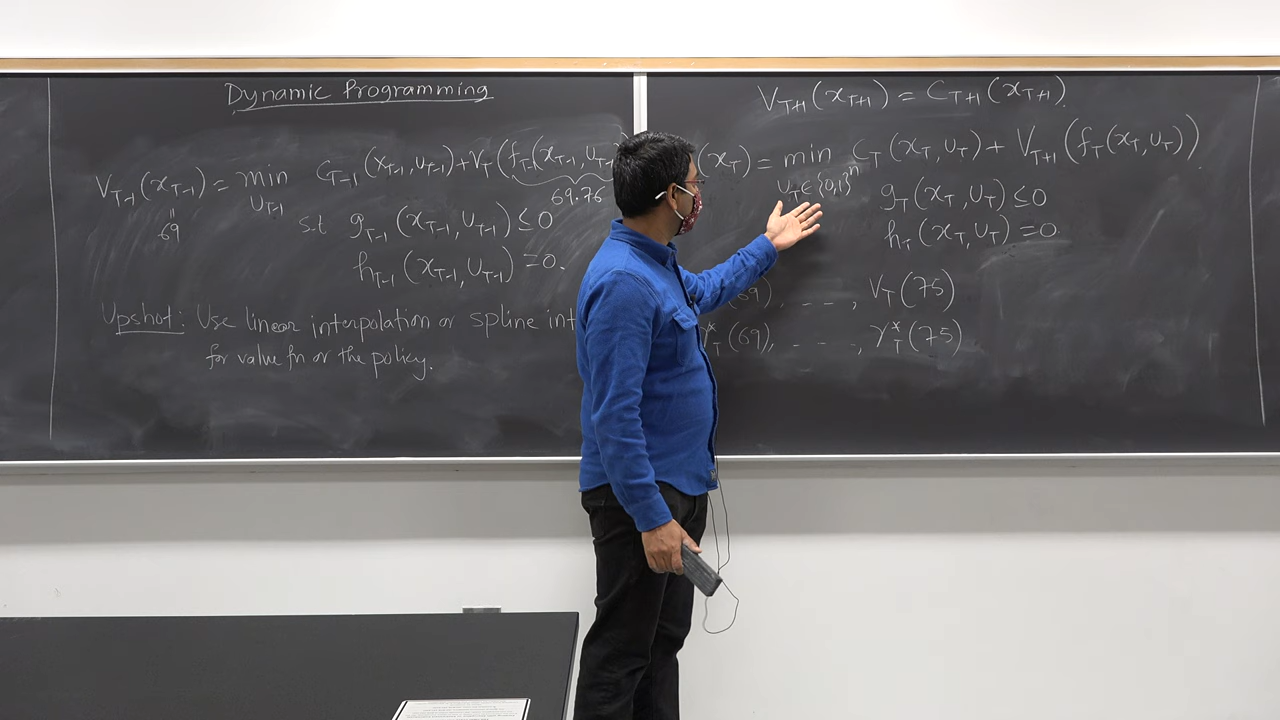 Dynamic Programming
V_{T-1}(x_{T-1}) = min_{u_{T-1}} C_{T-1}(x_{T-1}, u_{T-1}) + V_T(f_{T}(x_{T-1}, u_{T-1}
69
69.76
s.t g_{T-1}(x_{T-1}, u_{T-1}) ≤ 0
h_{T-1}(x_{T-1}, u_{T-1}) = 0.
Upshot: Use linear interpolation or spline int
for value fn or the policy.
V_{T+1}(x_{T+1}) = C_{T+1}(x_{T+1}).
(x_T) = min_{u_T ∈ {0,1}^n} C_T(x_T, u_T) + V_{T+1}(f_T(x_T, u_T))
g_T(x_T, u_T) ≤ 0
h_T(x_T, u_T) = 0.
(69), . - - , V_T(75)
γ*_T(69), - - - , γ*_T(75)